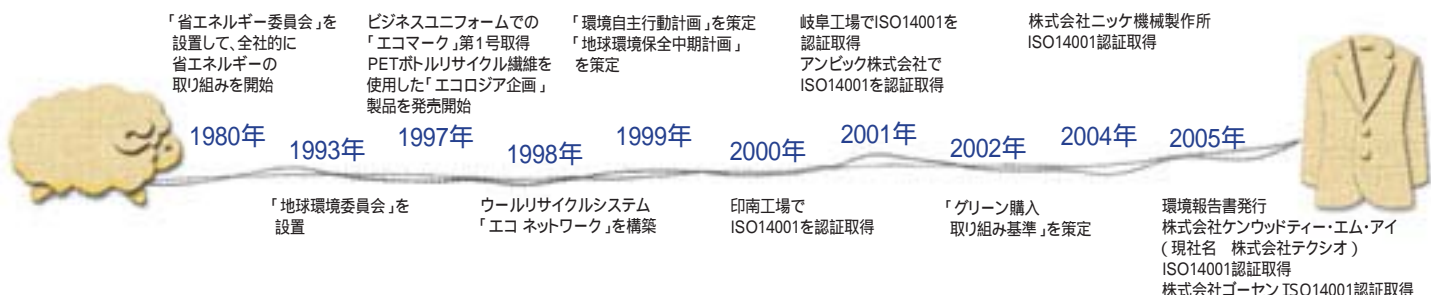 「省エネルギー委員会」を
設置して、全社的に
省エネルギーの
取り組みを開始
ビジネスユニフォームでの
「エコマーク」第1号取得
PETボトルリサイクル繊維を
使用した「エコロジア企画」
製品を発売開始
「環境自主行動計画」を策定
「地球環境保全中期計画」
を策定
岐阜工場でISO14001を
認証取得
アンビック株式会社で
ISO14001を認証取得
株式会社ニッケ機械製作所
ISO14001認証取得
1980年
1993年
1997年
1998年
1999年
2000年
2001年
2002年
2004年
2005年
「地球環境委員会」を
設置
ウールリサイクルシステム
「エコ ネットワーク」を構築
印南工場で
ISO14001を認証取得
「グリーン購入
取り組み基準」を策定
環境報告書発行
株式会社ケンウッドティー・エム・アイ
(現社名 株式会社テクシオ)
ISO14001認証取得
株式会社ゴーセン ISO14001認証取得